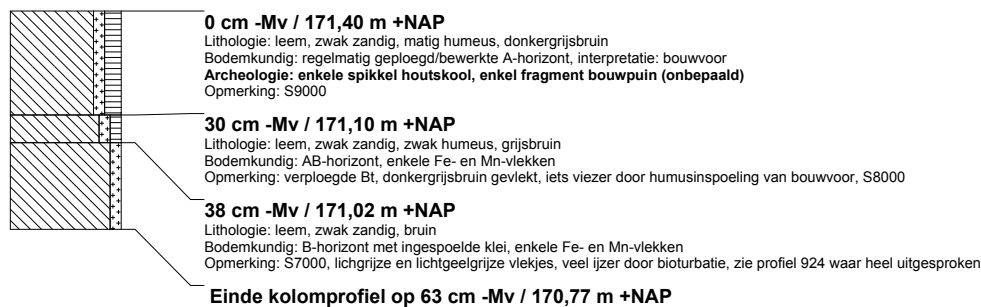 0 cm -Mv / 171,40 m +NAP
Lithologie: leem, zwak zandig, matig humeus, donkergrijsbruin
Bodemkundig: regelmatig geploegd/bewerkte A-horizont, interpretatie: bouwvoor
Archeologie: enkele spikkel houtskool, enkel fragment bouwpuin (onbepaald)
Opmerking: S9000
30 cm -Mv / 171,10 m +NAP
Lithologie: leem, zwak zandig, zwak humeus, grijsbruin
Bodemkundig: AB-horizont, enkele Fe- en Mn-vlekken
Opmerking: verploegde Bt, donkergrijsbruin gevlekt, iets viezer door humusinspoeling van bouwvoor, S8000
38 cm -Mv / 171,02 m +NAP
Lithologie: leem, zwak zandig, bruin
Bodemkundig: B-horizont met ingespoelde klei, enkele Fe- en Mn-vlekken
Opmerking: S7000, lichgrijze en lichtgeelgrijze vlekjes, veel ijzer door bioturbatie, zie profiel 924 waar heel uitgesproken
Einde kolomprofiel op 63 cm -Mv / 170,77 m +NAP